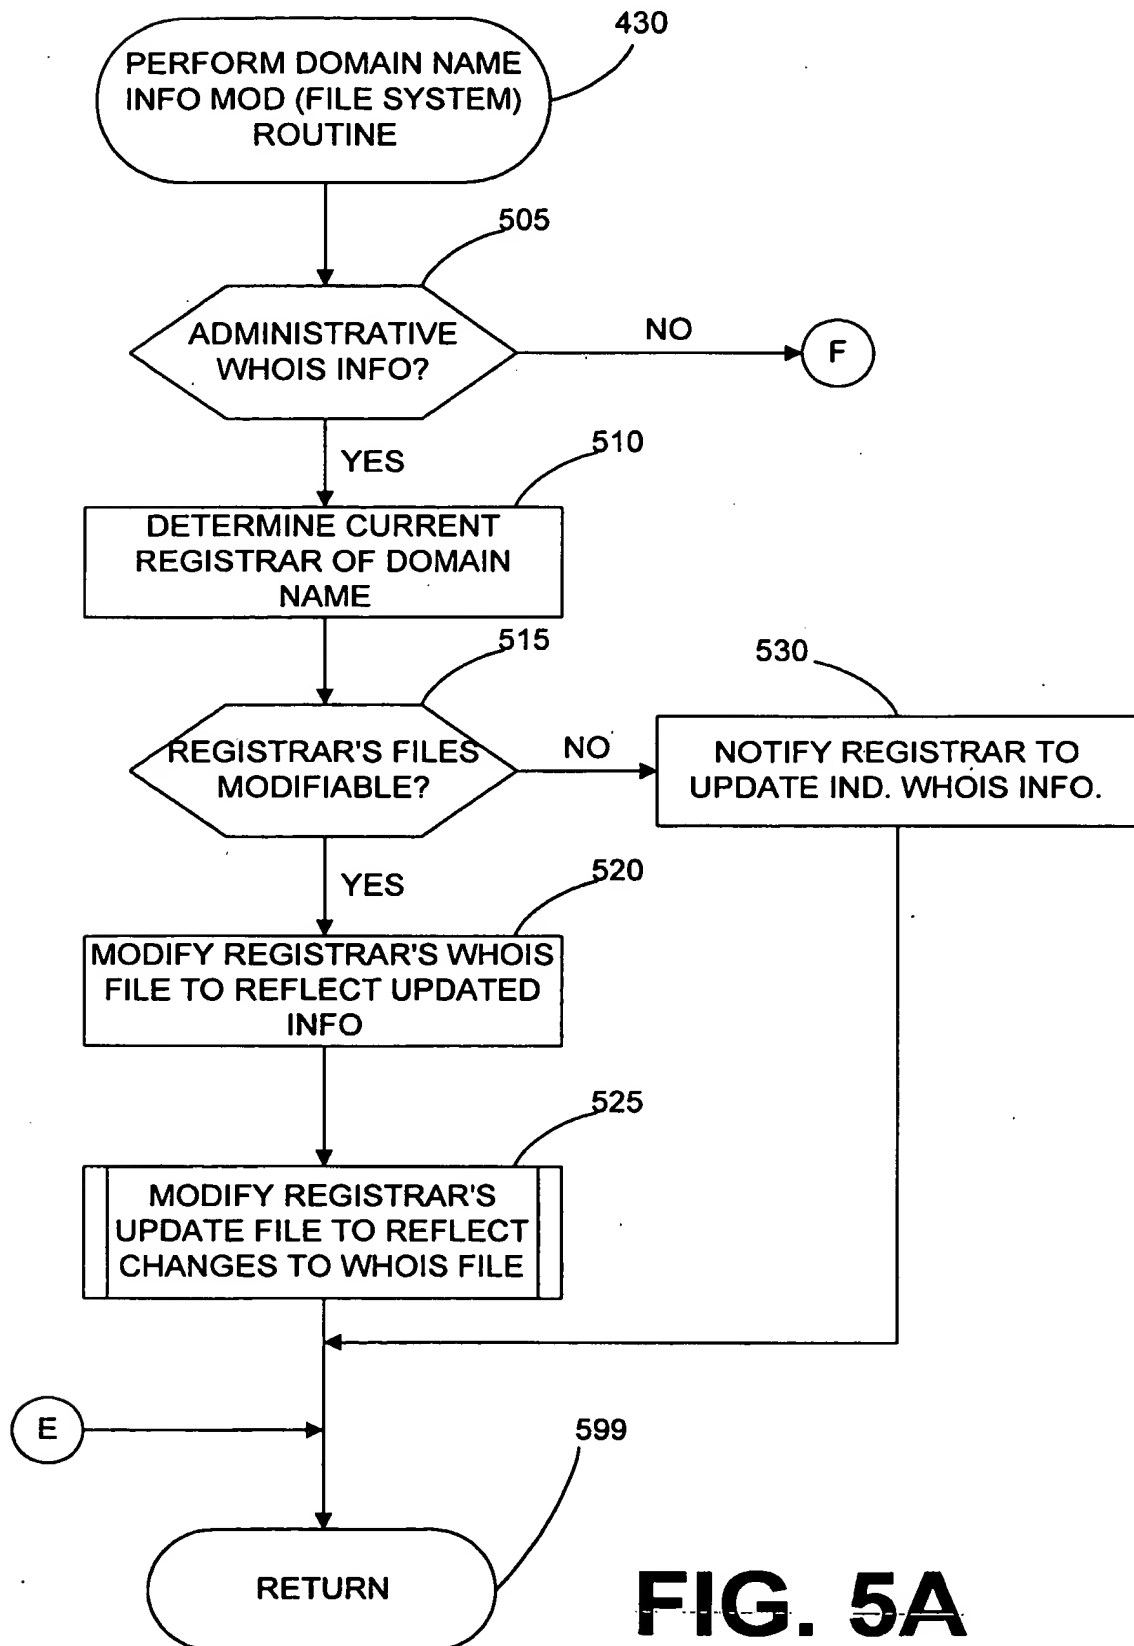 430
PERFORM DOMAIN NAME
INFO MOD (FILE SYSTEM)
ROUTINE
505
ADMINISTRATIVE
WHOIS INFO?
NO
F
YES
510
DETERMINE CURRENT
REGISTRAR OF DOMAIN
NAME
515
530
REGISTRAR'S FILES
MODIFIABLE?
NO
NOTIFY REGISTRAR TO
UPDATE IND. WHOIS INFO.
YES
520
MODIFY REGISTRAR'S WHOIS
FILE TO REFLECT UPDATED
INFO
525
MODIFY REGISTRAR'S
UPDATE FILE TO REFLECT
CHANGES TO WHOIS FILE
E
599
RETURN
FIG. 5A